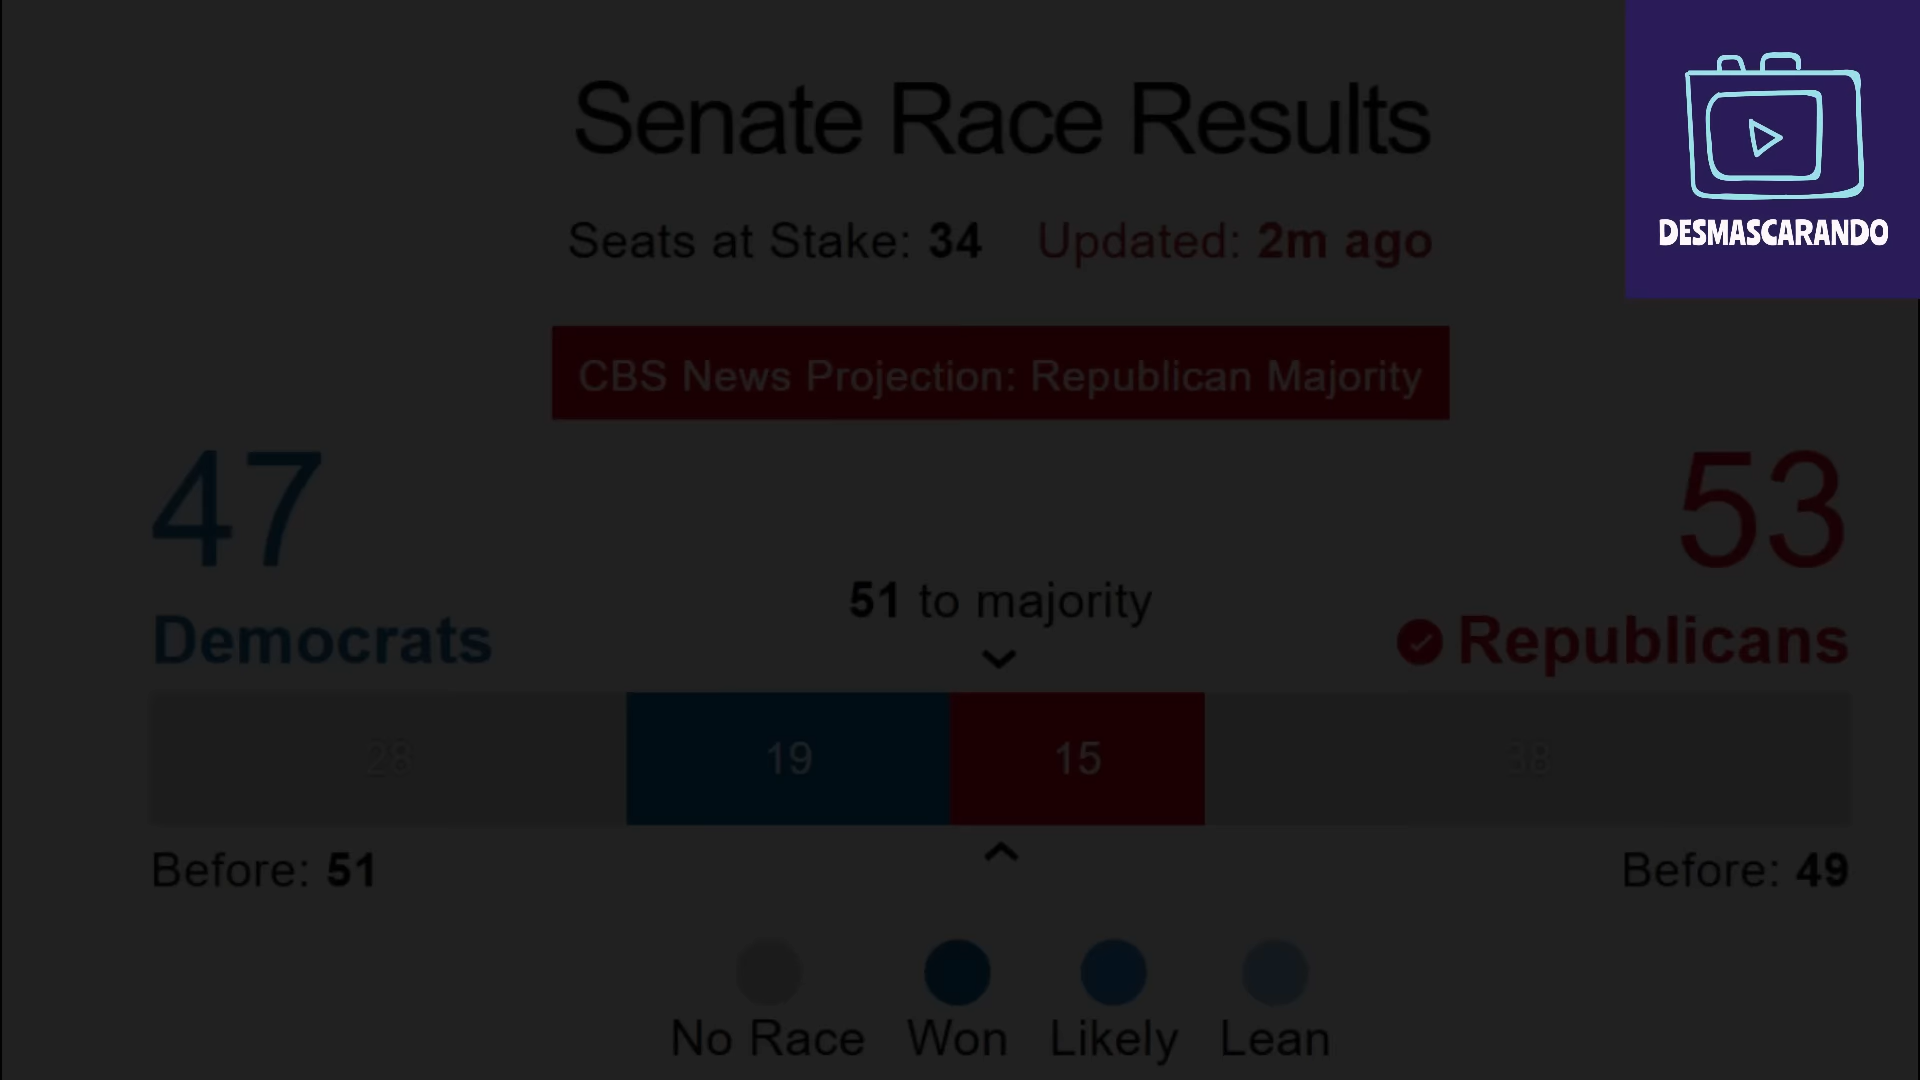 Senate Race Results
Seats at Stake: 34 Updated: 2m ago
DESMASCARANDO
CBS News Projection: Republican Majority
47 53
51 to majority
Democrats Republicans
28 19 15 38
Before: 51 Before: 49
No Race Won Likely Lean